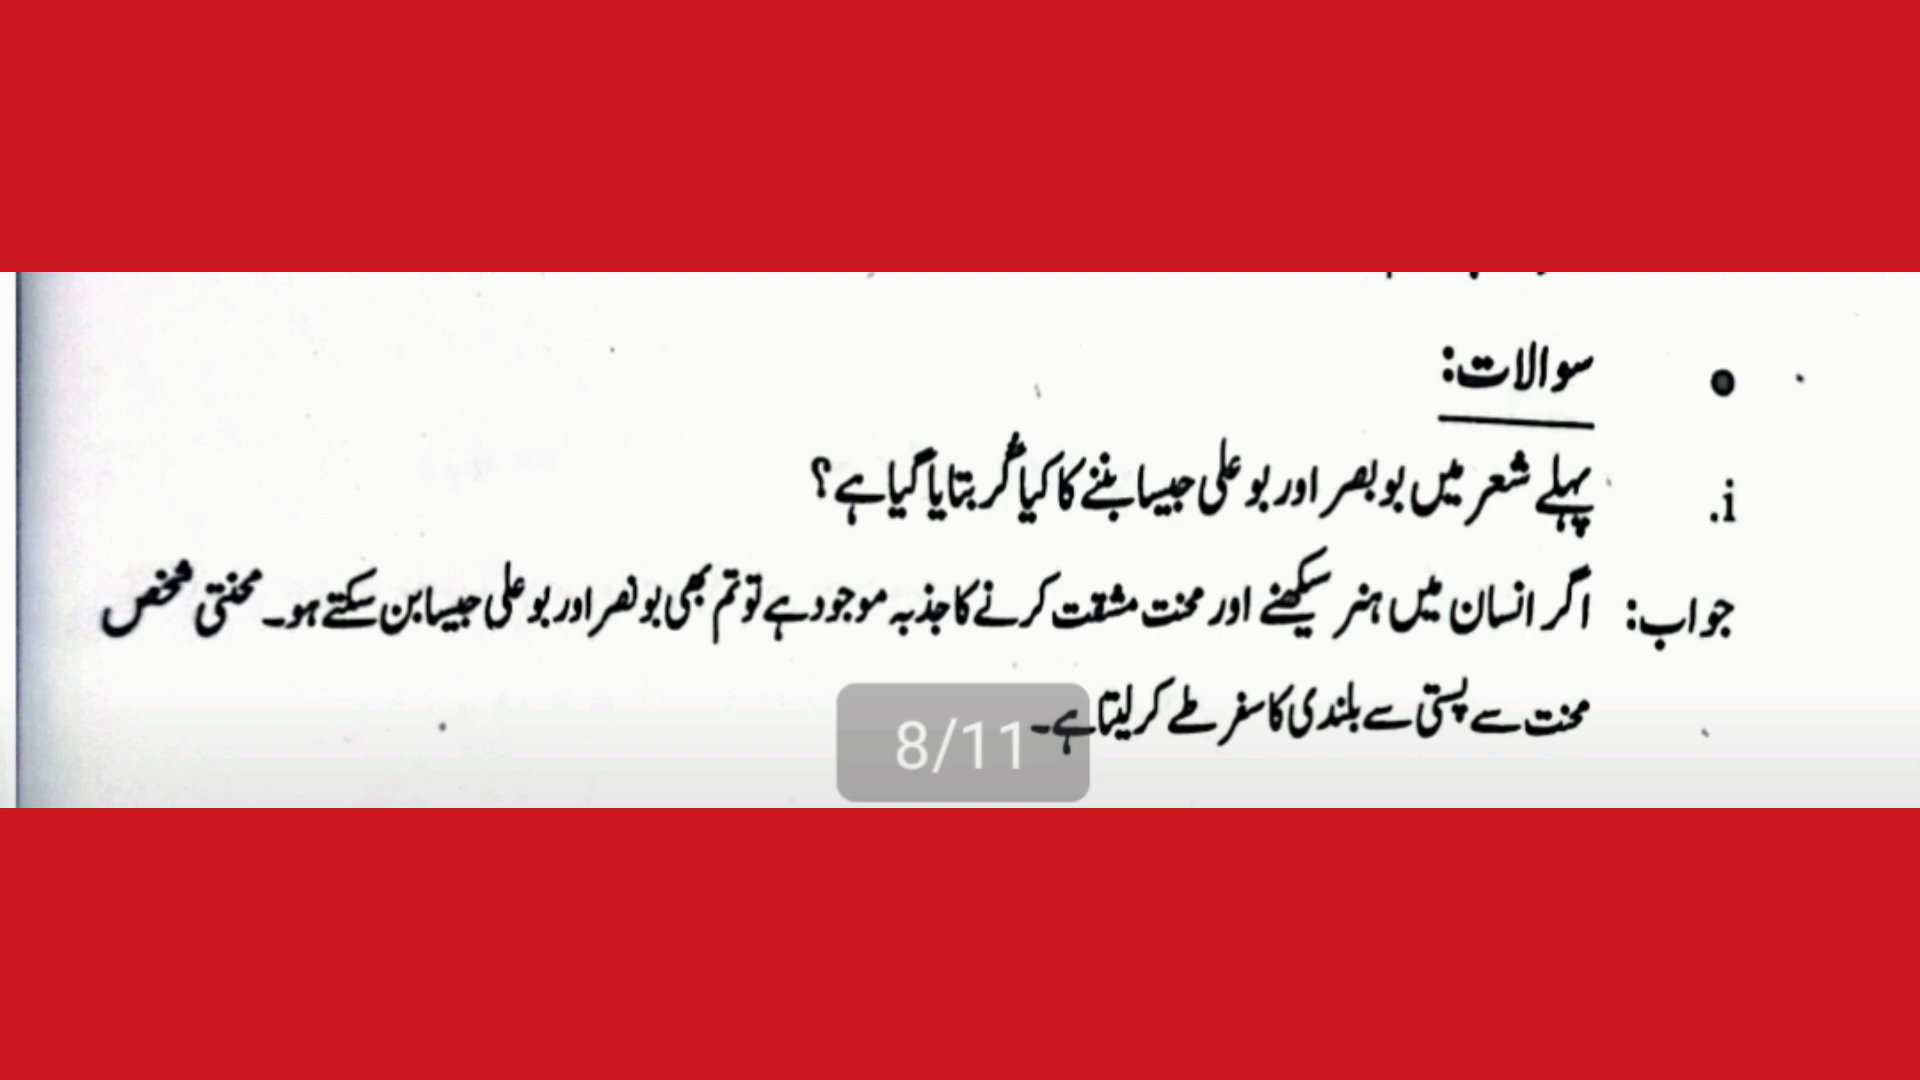 سوالات:
i. پہلے شعر میں بوبصر اور بوعلی جیسا بننے کا کیا گُر بتایا گیا ہے؟
جواب: اگر انسان میں ہنر سیکھنے اور محنت مشقت کرنے کا جذبہ موجود ہے تو تم بھی بونصر اور بوعلی جیسا بن سکتے ہو۔ محنتی شخص
محنت سے پستی سے بلندی کا سفر طے کر لیتا ہے۔
8/11